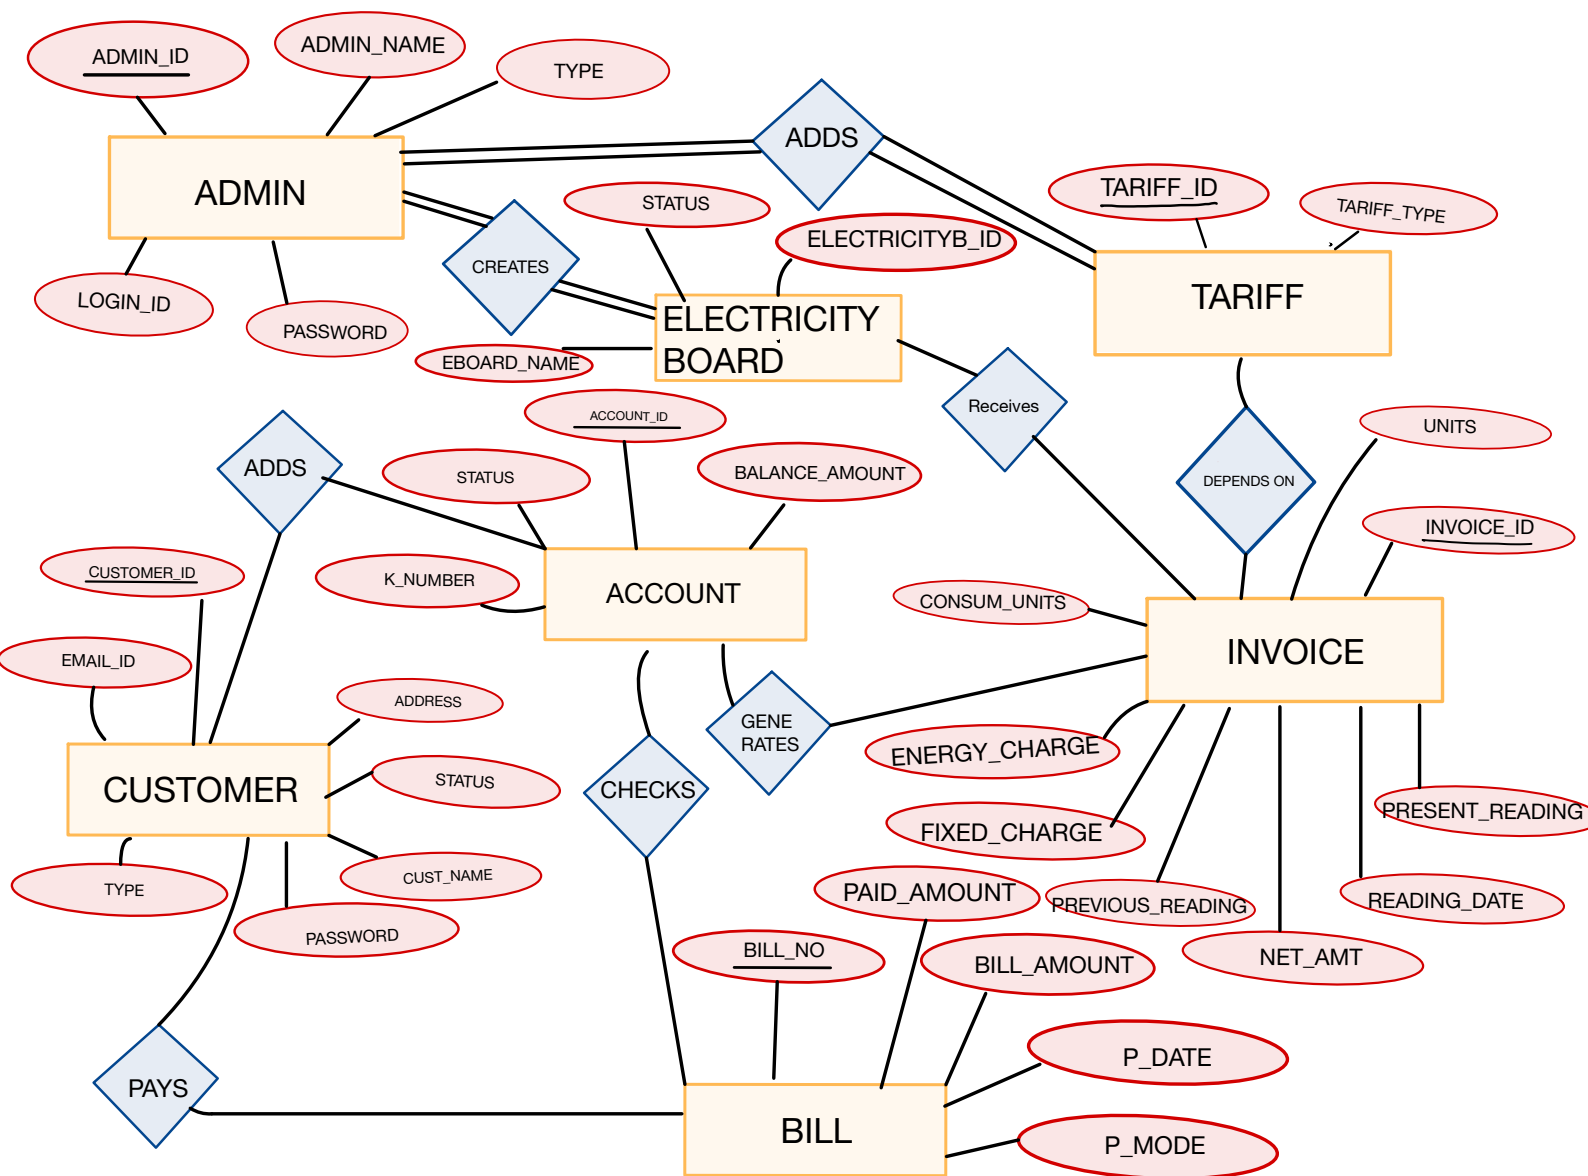 ADMIN_ID
ADMIN_NAME
TYPE
ADDS
ADMIN
TARIFF_ID
TARIFF_TYPE
STATUS
ELECTRICITYB_ID
CREATES
LOGIN_ID
PASSWORD
ELECTRICITY
BOARD
TARIFF
EBOARD_NAME
Receives
ACCOUNT_ID
UNITS
ADDS
STATUS
BALANCE_AMOUNT
DEPENDS ON
INVOICE_ID
CUSTOMER_ID
K_NUMBER
ACCOUNT
CONSUM_UNITS
INVOICE
EMAIL_ID
ADDRESS
GENE
RATES
ENERGY_CHARGE
CUSTOMER
STATUS
CHECKS
PRESENT_READING
FIXED_CHARGE
TYPE
CUST_NAME
PAID_AMOUNT
PREVIOUS_READING
READING_DATE
PASSWORD
BILL_NO
BILL_AMOUNT
NET_AMT
P_DATE
PAYS
BILL
P_MODE